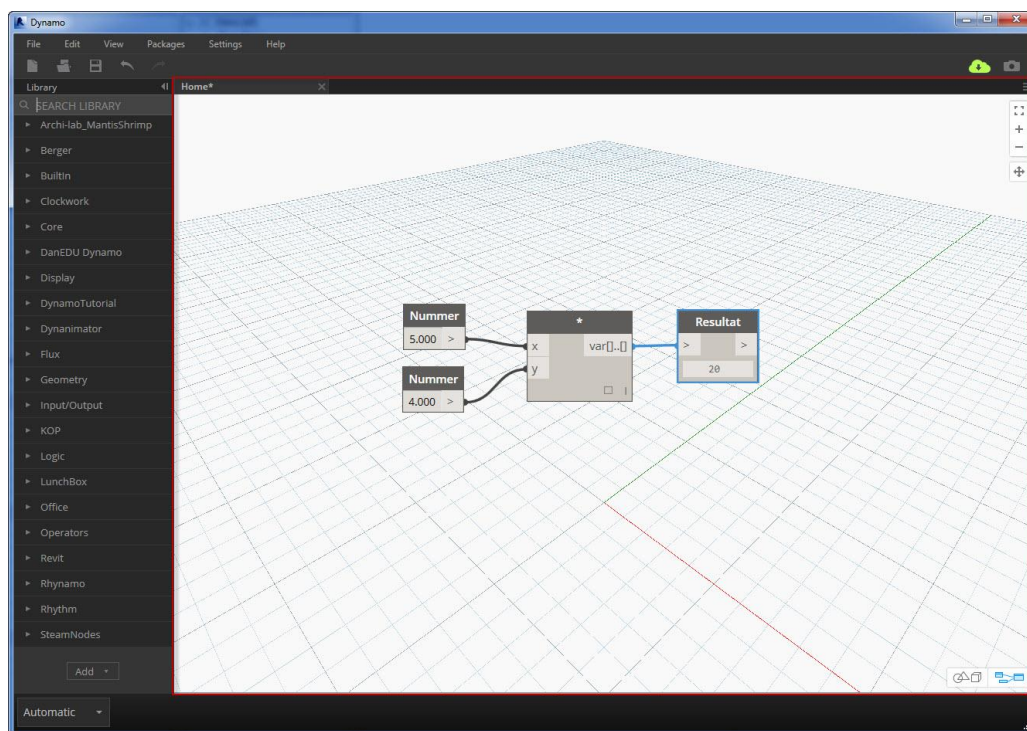 Dynamo
File Edit View Packages Settings Help
Library
Home*
SEARCH LIBRARY
Archi-lab_MantisShrimp
Berger
BuiltIn
Clockwork
Core
DanEDU Dynamo
Display
DynamoTutorial
Dynanimator
Flux
Geometry
Input/Output
KOP
Logic
LunchBox
Office
Operators
Revit
Rhynamo
Rhythm
SteamNodes
Add
Automatic
Nummer
5.000 >
Nummer
4.000 >
*
x var[]..[]
y
Resultat
> >
20